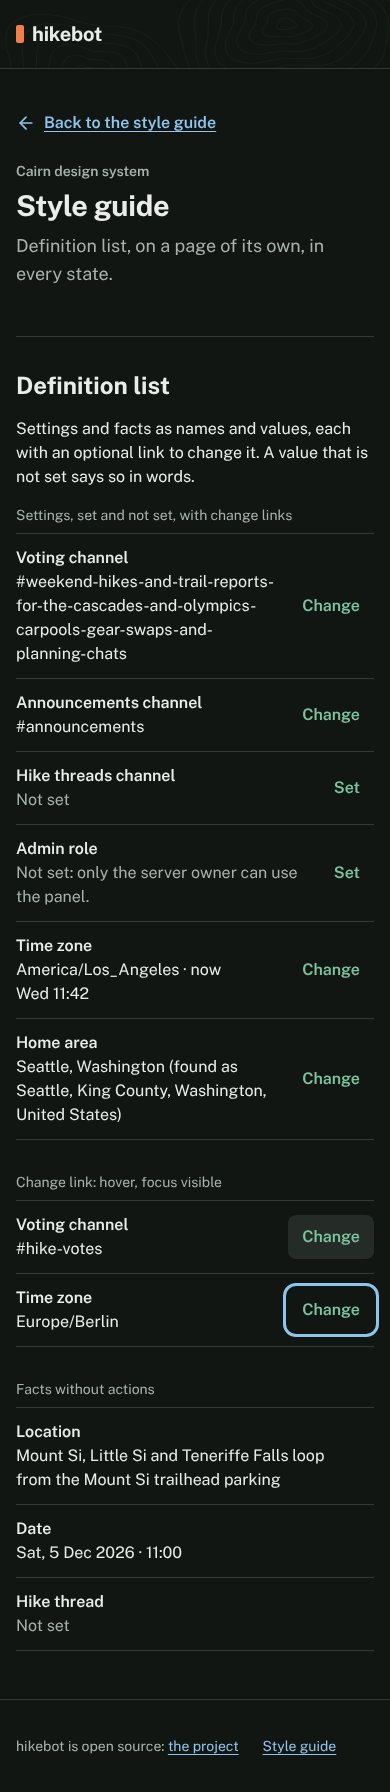 hikebot
Back to the style guide
Cairn design system
Style guide
Definition list, on a page of its own, in
every state.
Definition list
Settings and facts as names and values, each
with an optional link to change it. A value that is
not set says so in words.
Settings, set and not set, with change links
Voting channel
#weekend-hikes-and-trail-reports-
for-the-cascades-and-olympics-
carpools-gear-swaps-and-
planning-chats
Change
Announcements channel
#announcements
Change
Hike threads channel
Not set
Set
Admin role
Not set: only the server owner can use
the panel.
Set
Time zone
America/Los_Angeles · now
Wed 11:42
Change
Home area
Seattle, Washington (found as
Seattle, King County, Washington,
United States)
Change
Change link: hover, focus visible
Voting channel
#hike-votes
Change
Time zone
Europe/Berlin
Change
Facts without actions
Location
Mount Si, Little Si and Teneriffe Falls loop
from the Mount Si trailhead parking
Date
Sat, 5 Dec 2026 · 11:00
Hike thread
Not set
hikebot is open source: the project Style guide